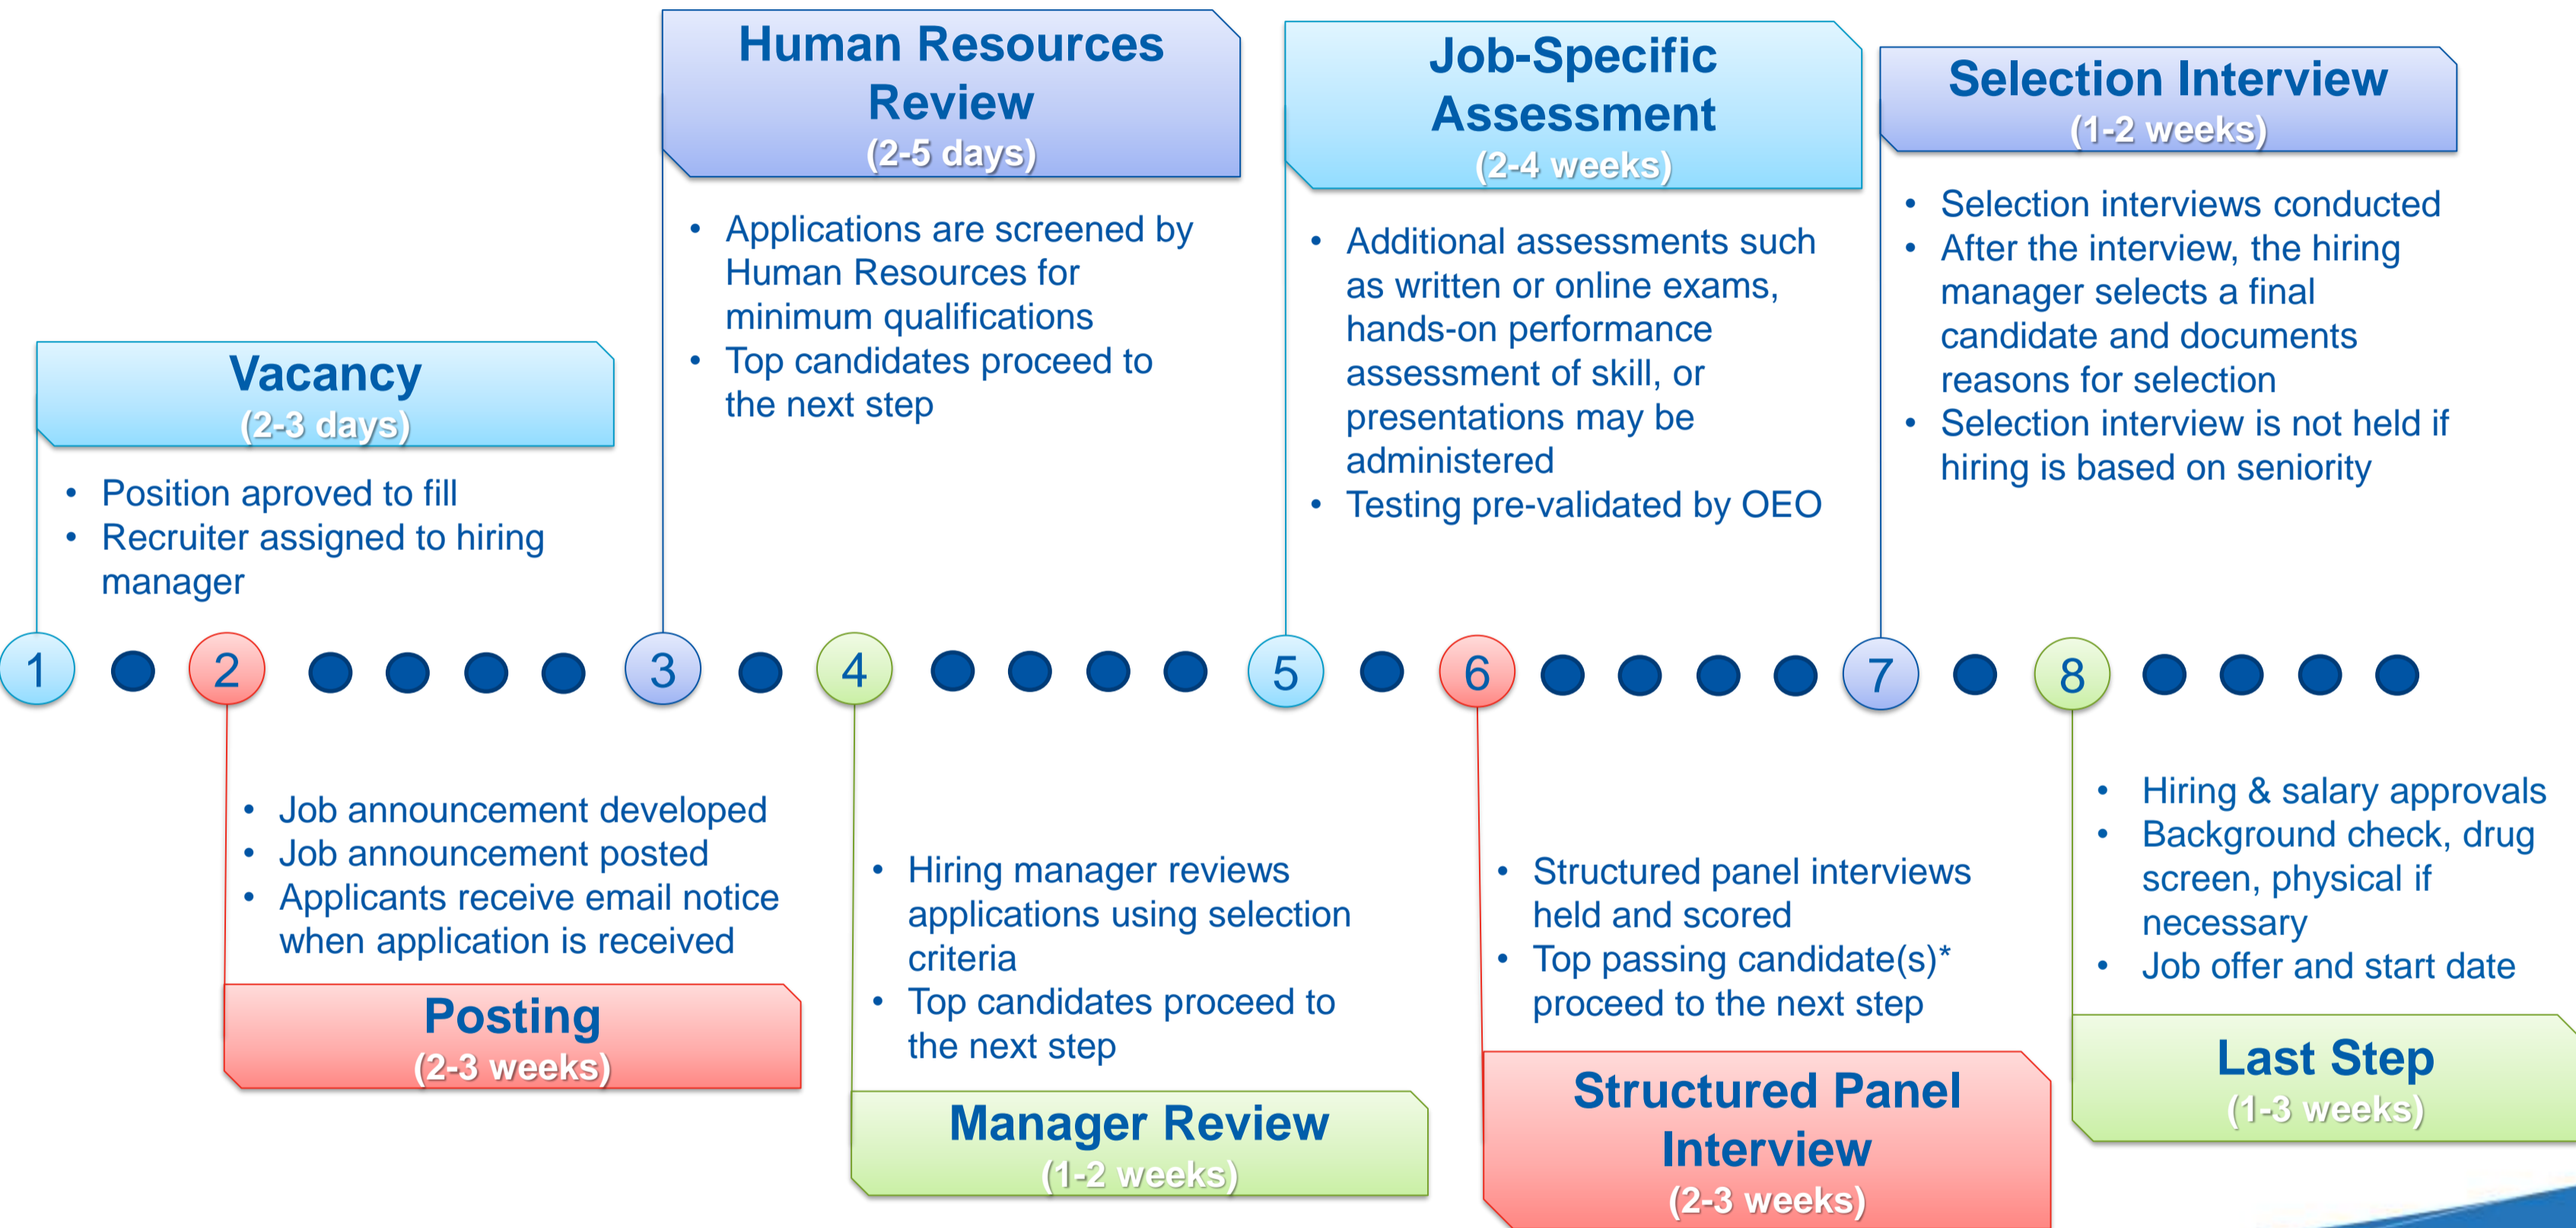 Vacancy
(2-3 days)
• Position aproved to fill
• Recruiter assigned to hiring
manager
1
2
• Job announcement developed
• Job announcement posted
• Applicants receive email notice
when application is received
Posting
(2-3 weeks)
Human Resources
Review
(2-5 days)
• Applications are screened by
Human Resources for
minimum qualifications
• Top candidates proceed to
the next step
3
4
• Hiring manager reviews
applications using selection
criteria
• Top candidates proceed to
the next step
Manager Review
(1-2 weeks)
Job-Specific
Assessment
(2-4 weeks)
• Additional assessments such
as written or online exams,
hands-on performance
assessment of skill, or
presentations may be
administered
• Testing pre-validated by OEO
5
6
• Structured panel interviews
held and scored
• Top passing candidate(s)*
proceed to the next step
Structured Panel
Interview
(2-3 weeks)
Selection Interview
(1-2 weeks)
• Selection interviews conducted
• After the interview, the hiring
manager selects a final
candidate and documents
reasons for selection
• Selection interview is not held if
hiring is based on seniority
7
8
• Hiring & salary approvals
• Background check, drug
screen, physical if
necessary
• Job offer and start date
Last Step
(1-3 weeks)